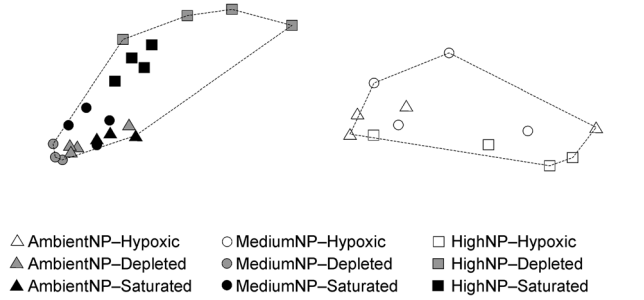 AmbientNP–Hypoxic MediumNP–Hypoxic HighNP–Hypoxic
AmbientNP–Depleted MediumNP–Depleted HighNP–Depleted
AmbientNP–Saturated MediumNP–Saturated HighNP–Saturated